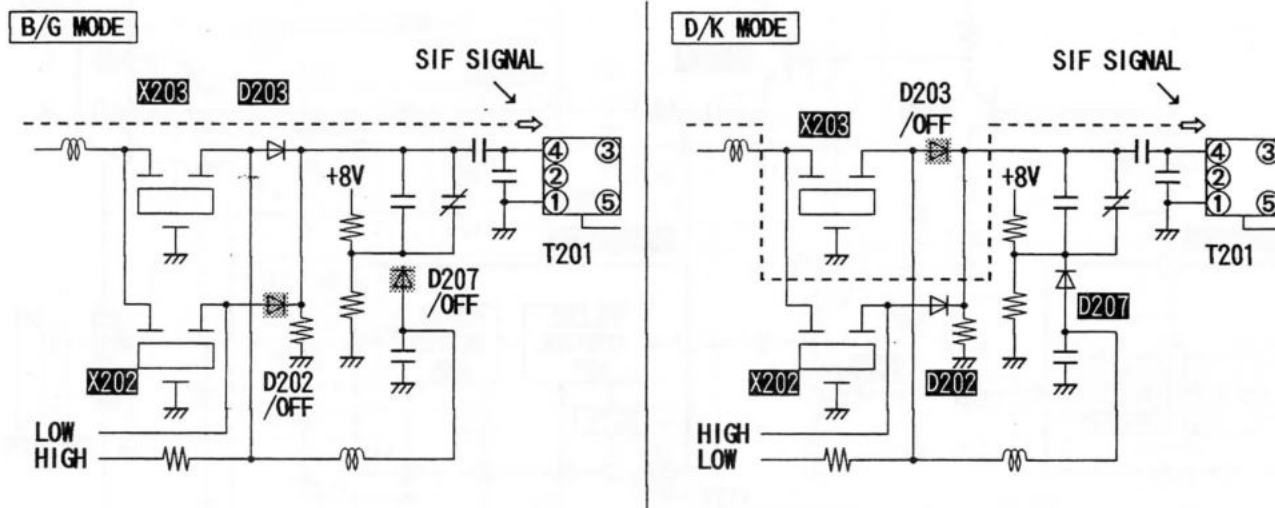 B/G MODE
SIF SIGNAL
X203 D203
+8V
④ ③
②
① ⑤
T201
D207
/OFF
X202
D202
/OFF
LOW
HIGH
D/K MODE
SIF SIGNAL
D203
/OFF
X203
+8V
④ ③
②
① ⑤
T201
D207
X202
D202
HIGH
LOW